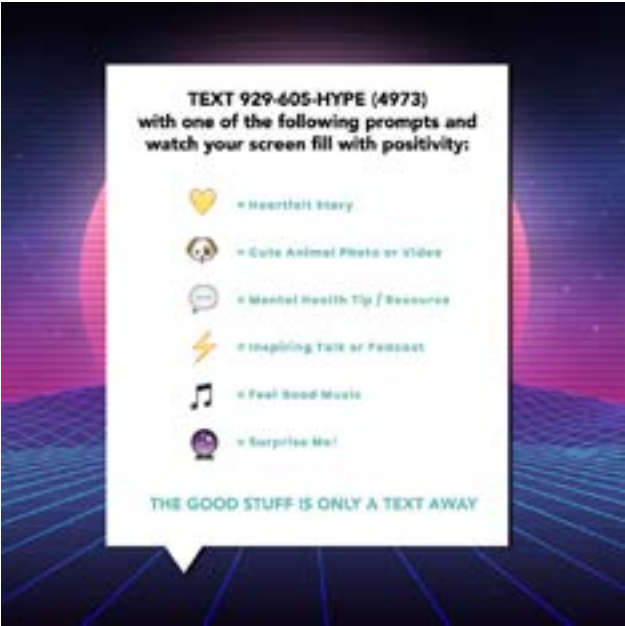 TEXT 929-605-HYPE (4973)
with one of the following prompts and
watch your screen fill with positivity:
💛 = Heartfelt Story
🐶 = Cute Animal Photo or Video
💬 = Mental Health Tip / Resource
⚡ = Inspiring Talk or Podcast
🎵 = Feel Good Music
🔮 = Surprise Me!
THE GOOD STUFF IS ONLY A TEXT AWAY